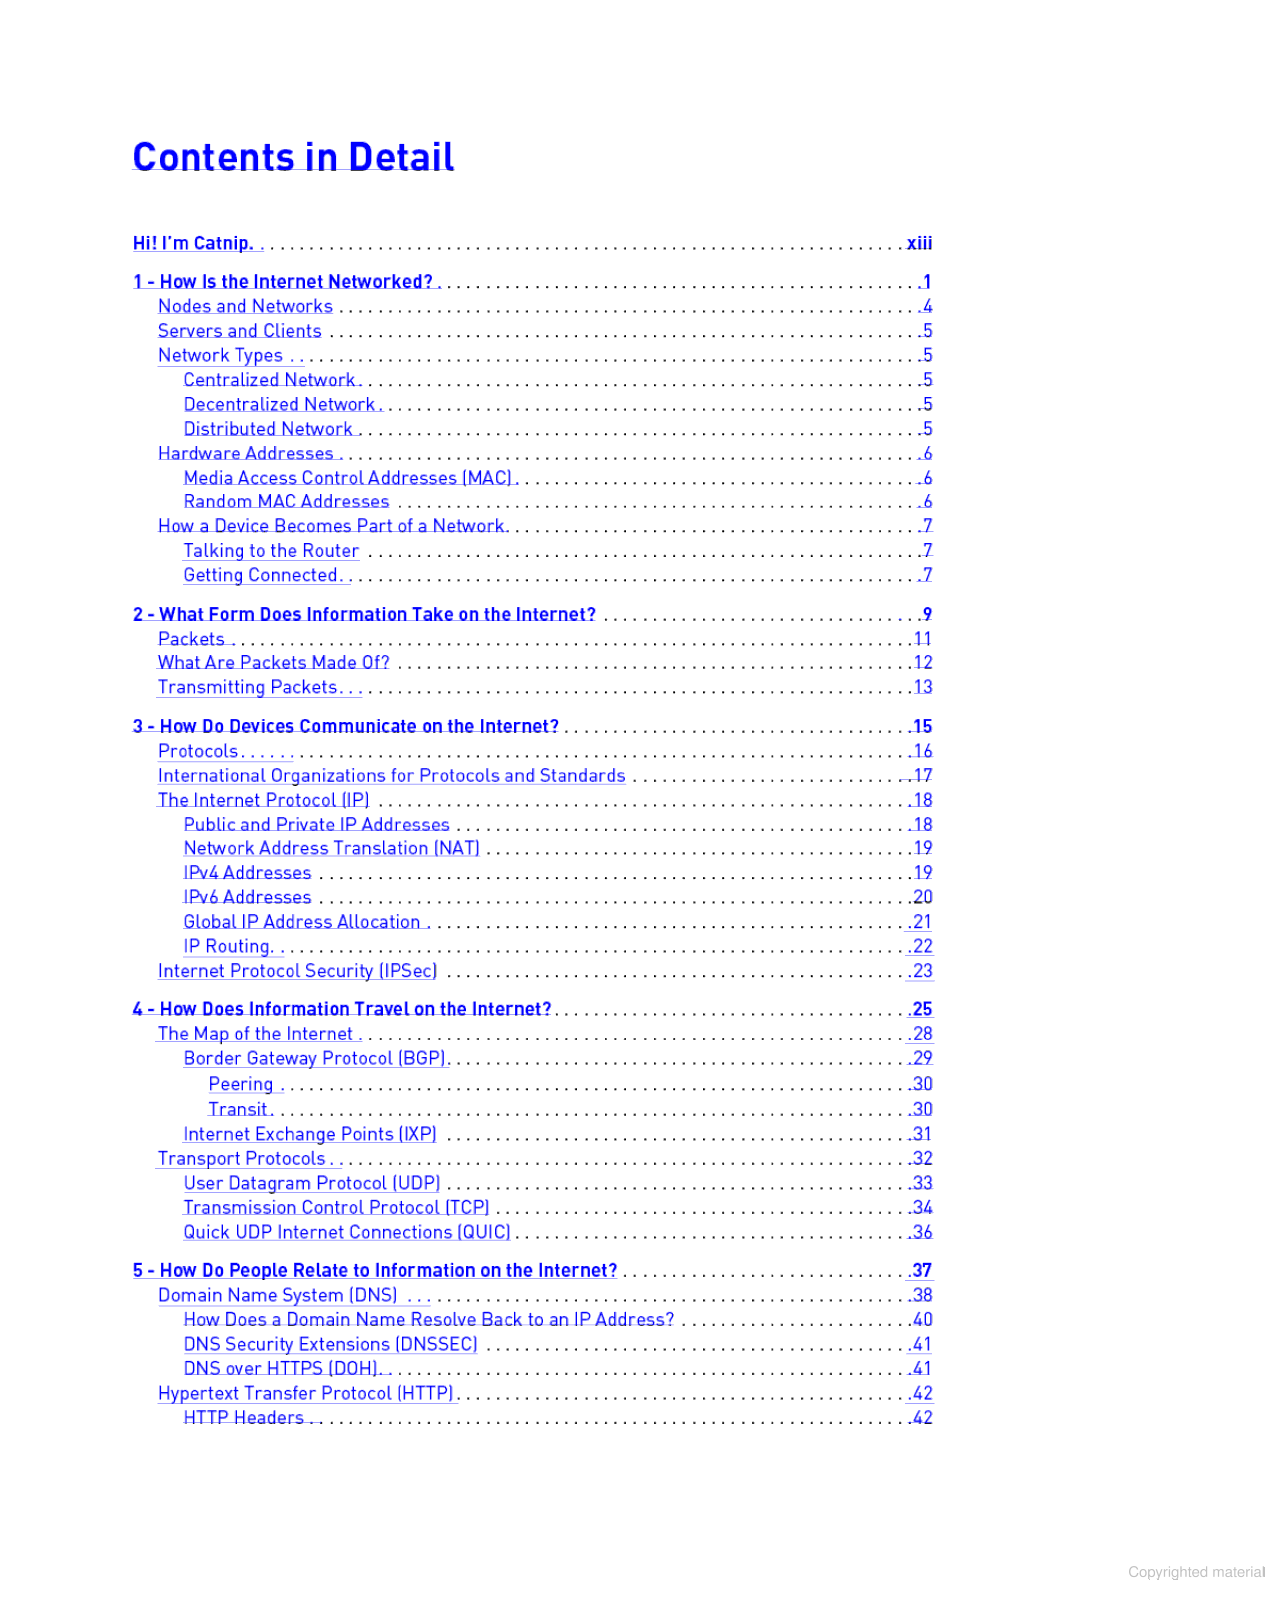 Contents in Detail
Hi! I'm Catnip. . . . . . . . . . . . . . . . . . . . . . . . . . . . . . xiii
1 - How Is the Internet Networked? . . . . . . . . . . . . . . . . . . . . 1
Nodes and Networks . . . . . . . . . . . . . . . . . . . . 4
Servers and Clients . . . . . . . . . . . . . . . . . . . . 5
Network Types . . . . . . . . . . . . . . . . . . . . 5
Centralized Network . . . . . . . . . . . . . . . . . . . . 5
Decentralized Network . . . . . . . . . . . . . . . . . . . . 5
Distributed Network . . . . . . . . . . . . . . . . . . . . 5
Hardware Addresses . . . . . . . . . . . . . . . . . . . . 6
Media Access Control Addresses (MAC) . . . . . . . . . . . . . . . . . . . . 6
Random MAC Addresses . . . . . . . . . . . . . . . . . . . . 6
How a Device Becomes Part of a Network . . . . . . . . . . . . . . . . . . . . 7
Talking to the Router . . . . . . . . . . . . . . . . . . . . 7
Getting Connected . . . . . . . . . . . . . . . . . . . . 7
2 - What Form Does Information Take on the Internet? . . . . . . . . . . . . . . . . . . . . 9
Packets . . . . . . . . . . . . . . . . . . . . 11
What Are Packets Made Of? . . . . . . . . . . . . . . . . . . . . 12
Transmitting Packets . . . . . . . . . . . . . . . . . . . . 13
3 - How Do Devices Communicate on the Internet? . . . . . . . . . . . . . . . . . . . . 15
Protocols . . . . . . . . . . . . . . . . . . . . 16
International Organizations for Protocols and Standards . . . . . . . . . . . . . . . . . . . . 17
The Internet Protocol (IP) . . . . . . . . . . . . . . . . . . . . 18
Public and Private IP Addresses . . . . . . . . . . . . . . . . . . . . 18
Network Address Translation (NAT) . . . . . . . . . . . . . . . . . . . . 19
IPv4 Addresses . . . . . . . . . . . . . . . . . . . . 19
IPv6 Addresses . . . . . . . . . . . . . . . . . . . . 20
Global IP Address Allocation . . . . . . . . . . . . . . . . . . . . 21
IP Routing . . . . . . . . . . . . . . . . . . . . 22
Internet Protocol Security (IPSec) . . . . . . . . . . . . . . . . . . . . 23
4 - How Does Information Travel on the Internet? . . . . . . . . . . . . . . . . . . . . 25
The Map of the Internet . . . . . . . . . . . . . . . . . . . . 28
Border Gateway Protocol (BGP) . . . . . . . . . . . . . . . . . . . . 29
Peering . . . . . . . . . . . . . . . . . . . . 30
Transit . . . . . . . . . . . . . . . . . . . . 30
Internet Exchange Points (IXP) . . . . . . . . . . . . . . . . . . . . 31
Transport Protocols . . . . . . . . . . . . . . . . . . . . 32
User Datagram Protocol (UDP) . . . . . . . . . . . . . . . . . . . . 33
Transmission Control Protocol (TCP) . . . . . . . . . . . . . . . . . . . . 34
Quick UDP Internet Connections (QUIC) . . . . . . . . . . . . . . . . . . . . 36
5 - How Do People Relate to Information on the Internet? . . . . . . . . . . . . . . . . . . . . 37
Domain Name System (DNS) . . . . . . . . . . . . . . . . . . . . 38
How Does a Domain Name Resolve Back to an IP Address? . . . . . . . . . . . . . . . . . . . . 40
DNS Security Extensions (DNSSEC) . . . . . . . . . . . . . . . . . . . . 41
DNS over HTTPS (DOH) . . . . . . . . . . . . . . . . . . . . 41
Hypertext Transfer Protocol (HTTP) . . . . . . . . . . . . . . . . . . . . 42
HTTP Headers . . . . . . . . . . . . . . . . . . . . 42
Copyrighted material